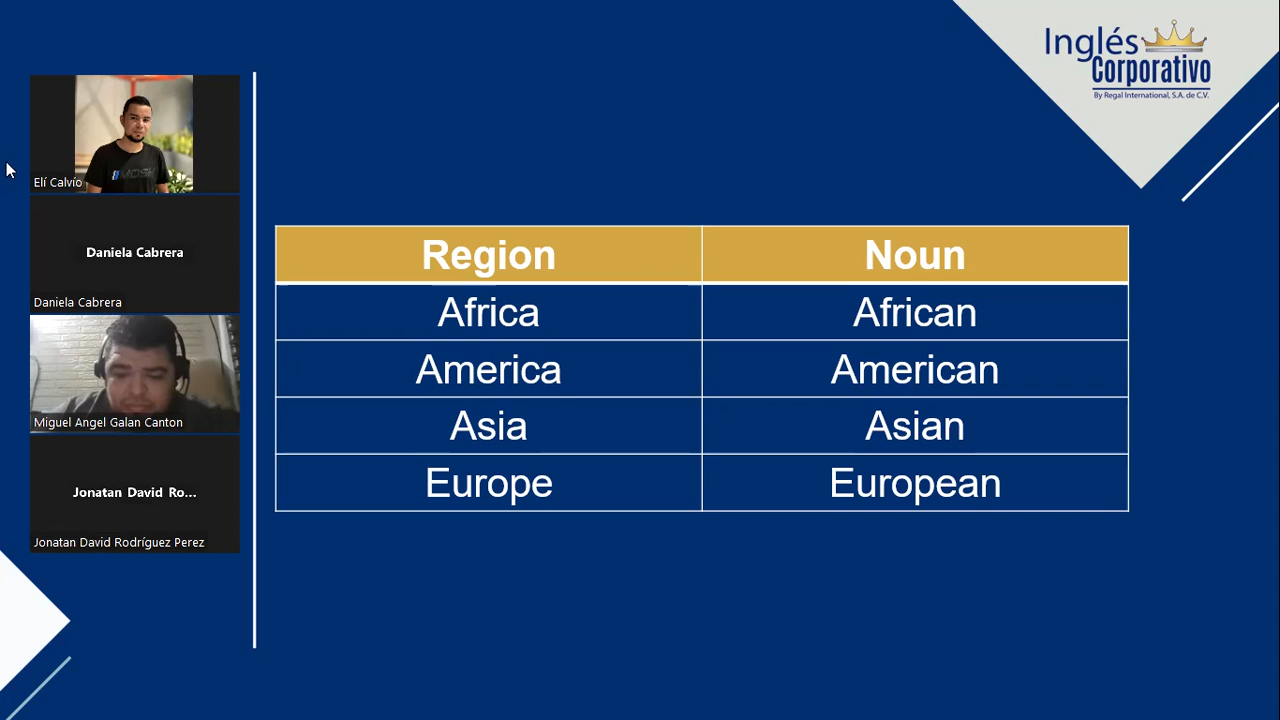 Inglés
Corporativo
By Regal International, S.A. de C.V.
Elí Calvío
Daniela Cabrera
Daniela Cabrera
Miguel Angel Galan Canton
Jonatan David Ro...
Jonatan David Rodríguez Perez
Region Noun
Africa African
America American
Asia Asian
Europe European